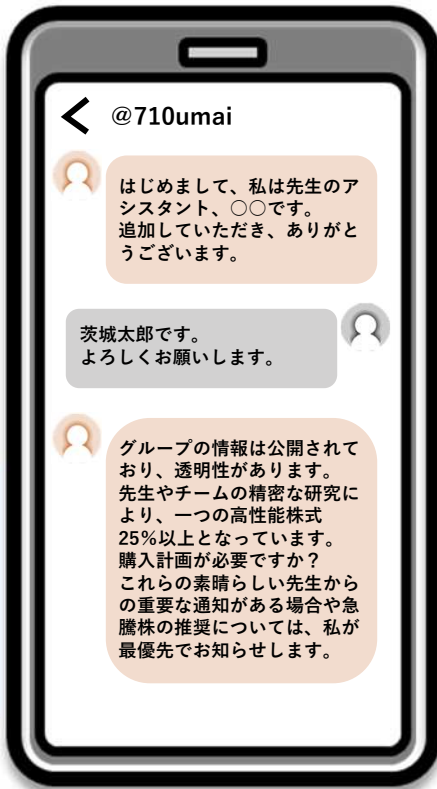 @710umai
はじめまして、私は先生のア
シスタント、○○です。
追加していただき、ありがと
うございます。
茨城太郎です。
よろしくお願いします。
グループの情報は公開されて
おり、透明性があります。
先生やチームの精密な研究に
より、一つの高性能株式
25%以上となっています。
購入計画が必要ですか？
これらの素晴らしい先生から
の重要な通知がある場合や急
騰株の推奨については、私が
最優先でお知らせします。